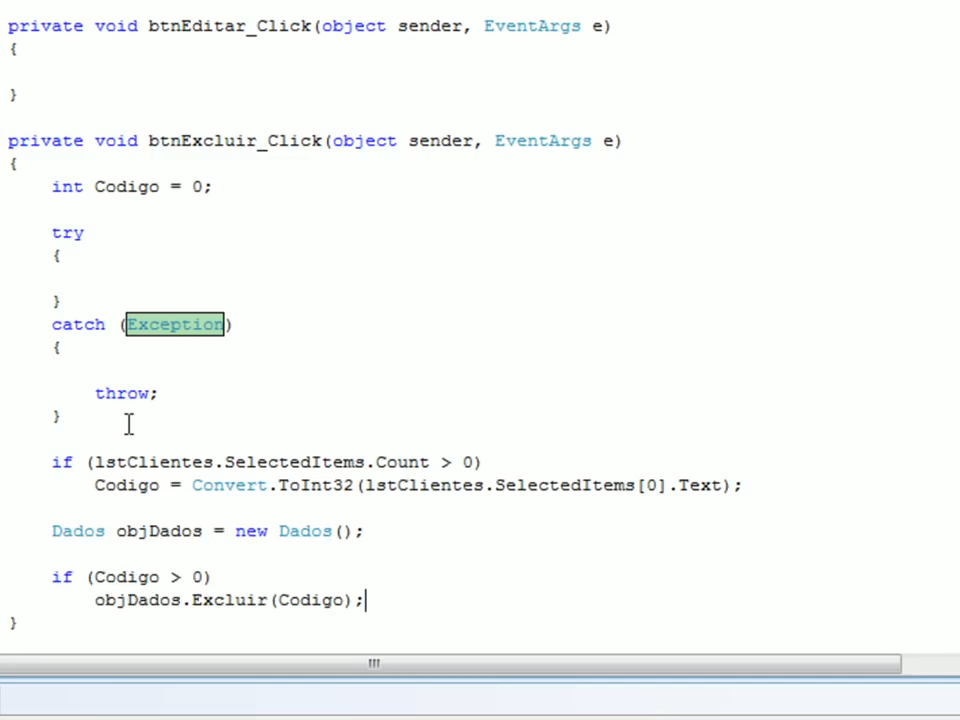 private void btnEditar_Click(object sender, EventArgs e)
{
}
private void btnExcluir_Click(object sender, EventArgs e)
{
int Codigo = 0;
try
{
}
catch (Exception)
{
throw;
}
if (lstClientes.SelectedItems.Count > 0)
Codigo = Convert.ToInt32(lstClientes.SelectedItems[0].Text);
Dados objDados = new Dados();
if (Codigo > 0)
objDados.Excluir(Codigo);
}